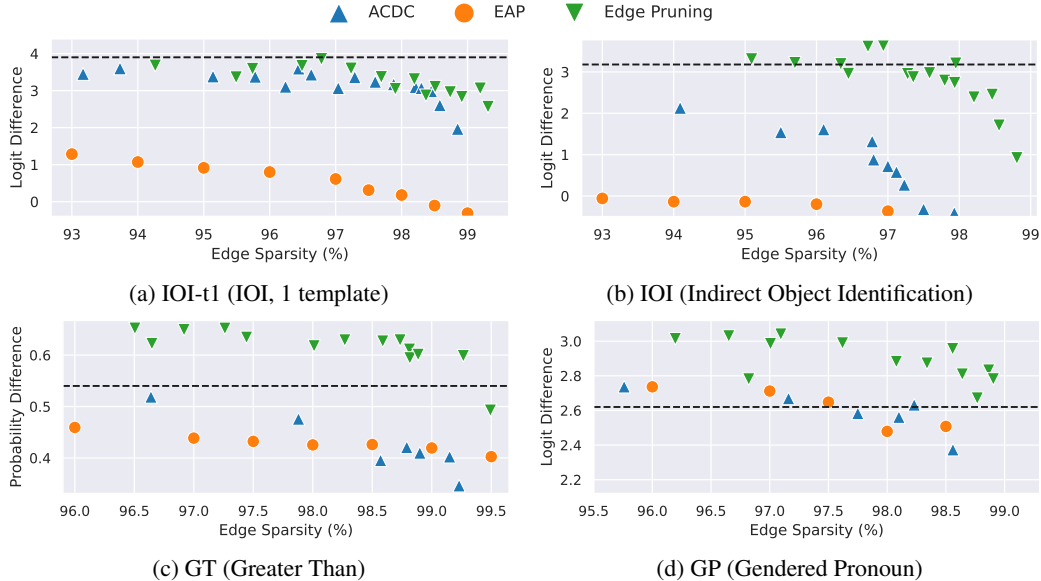 ACDC EAP Edge Pruning
4
3
2
1
0
Logit Difference
93 94 95 96 97 98 99
Edge Sparsity (%)
(a) IOI-t1 (IOI, 1 template)
3
2
1
0
Logit Difference
93 94 95 96 97 98 99
Edge Sparsity (%)
(b) IOI (Indirect Object Identification)
0.6
0.5
0.4
Probability Difference
96.0 96.5 97.0 97.5 98.0 98.5 99.0 99.5
Edge Sparsity (%)
(c) GT (Greater Than)
3.0
2.8
2.6
2.4
2.2
Logit Difference
95.5 96.0 96.5 97.0 97.5 98.0 98.5 99.0
Edge Sparsity (%)
(d) GP (Gendered Pronoun)